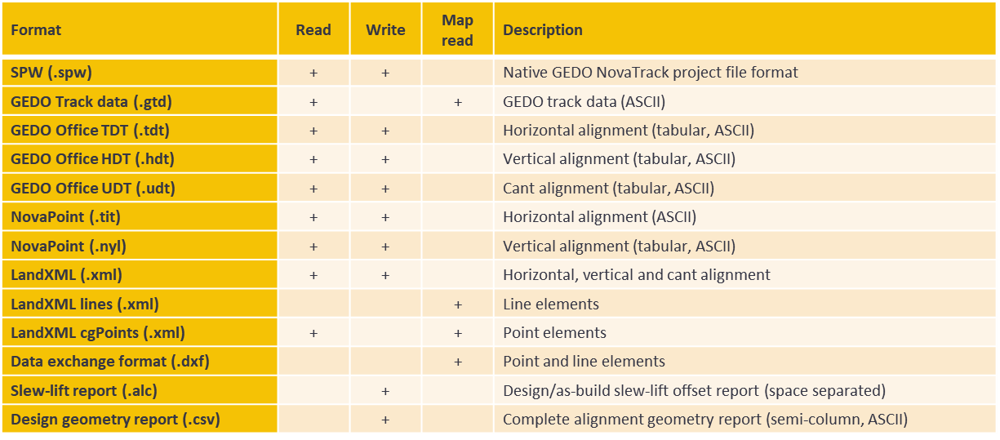 Format Read Write Map read Description
SPW (.spw) + + Native GEDO NovaTrack project file format
GEDO Track data (.gtd) + + GEDO track data (ASCII)
GEDO Office TDT (.tdt) + + Horizontal alignment (tabular, ASCII)
GEDO Office HDT (.hdt) + + Vertical alignment (tabular, ASCII)
GEDO Office UDT (.udt) + + Cant alignment (tabular, ASCII)
NovaPoint (.tit) + + Horizontal alignment (ASCII)
NovaPoint (.nyl) + + Vertical alignment (tabular, ASCII)
LandXML (.xml) + + Horizontal, vertical and cant alignment
LandXML lines (.xml) + Line elements
LandXML cgPoints (.xml) + + Point elements
Data exchange format (.dxf) + Point and line elements
Slew-lift report (.alc) + Design/as-build slew-lift offset report (space separated)
Design geometry report (.csv) + Complete alignment geometry report (semi-column, ASCII)